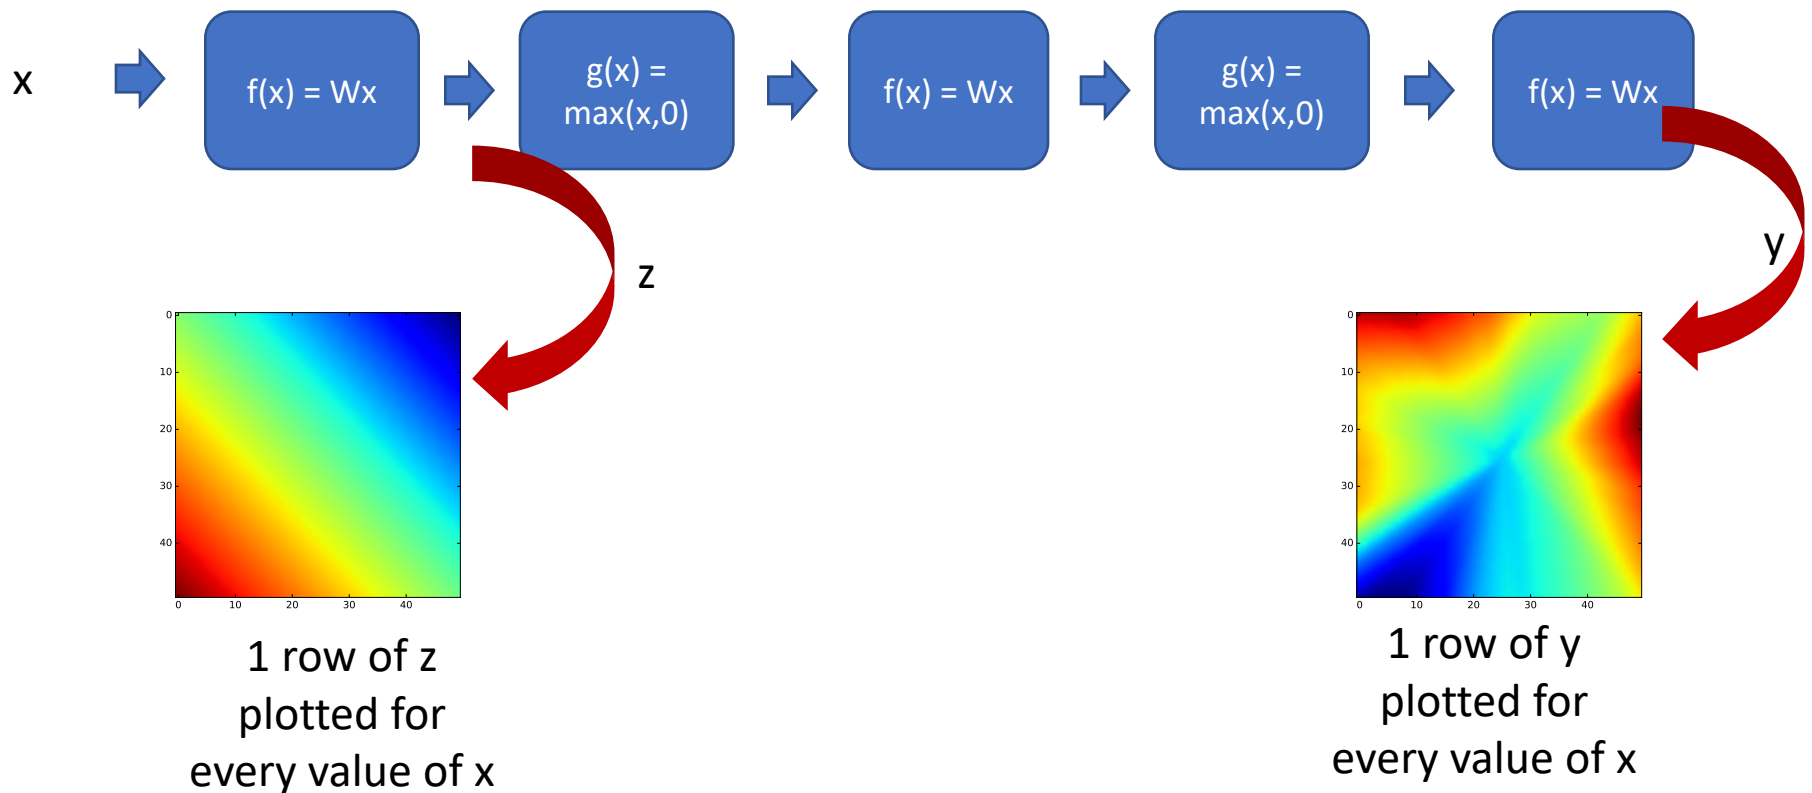 x
f(x) = Wx
g(x) =
max(x,0)
f(x) = Wx
g(x) =
max(x,0)
f(x) = Wx
z
y
0
10
20
30
40
0
10
20
30
40
1 row of z
plotted for
every value of x
0
10
20
30
40
0
10
20
30
40
1 row of y
plotted for
every value of x